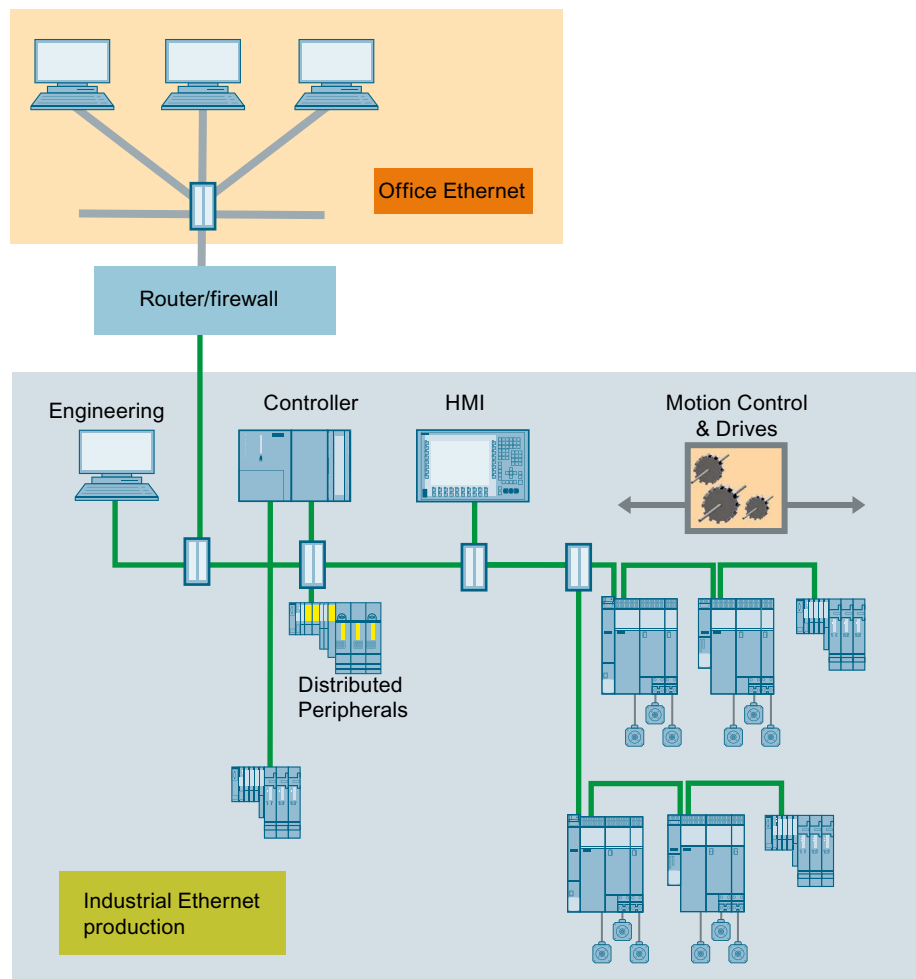 Office Ethernet
Router/firewall
Engineering
Controller
HMI
Motion Control
& Drives
Distributed
Peripherals
Industrial Ethernet
production